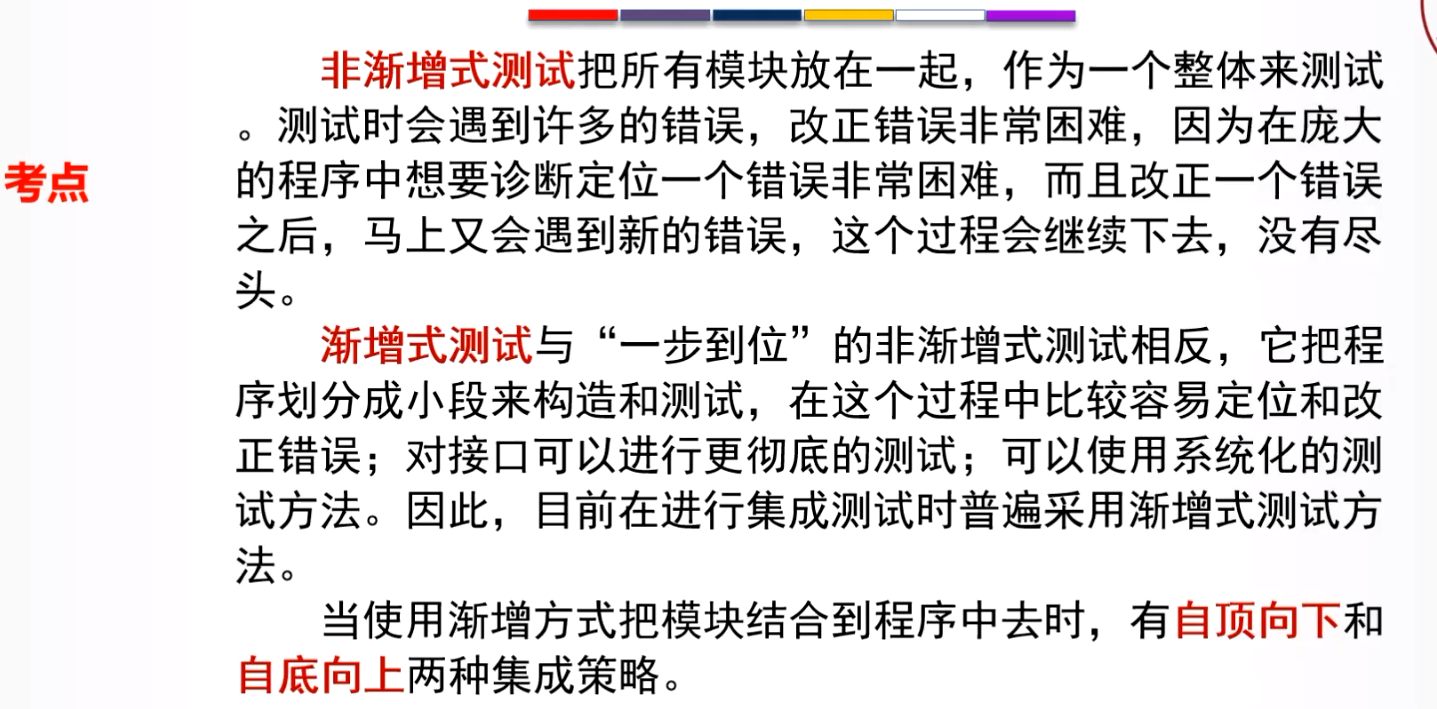 非渐增式测试把所有模块放在一起，作为一个整体来测试
。测试时会遇到许多的错误，改正错误非常困难，因为在庞大
考点
的程序中想要诊断定位一个错误非常困难，而且改正一个错误
之后，马上又会遇到新的错误，这个过程会继续下去，没有尽
头。
渐增式测试与“一步到位”的非渐增式测试相反，它把程
序划分成小段来构造和测试，在这个过程中比较容易定位和改
正错误；对接口可以进行更彻底的测试；可以使用系统化的测
试方法。因此，目前在进行集成测试时普遍采用渐增式测试方
法。
当使用渐增方式把模块结合到程序中去时，有自顶向下和
自底向上两种集成策略。